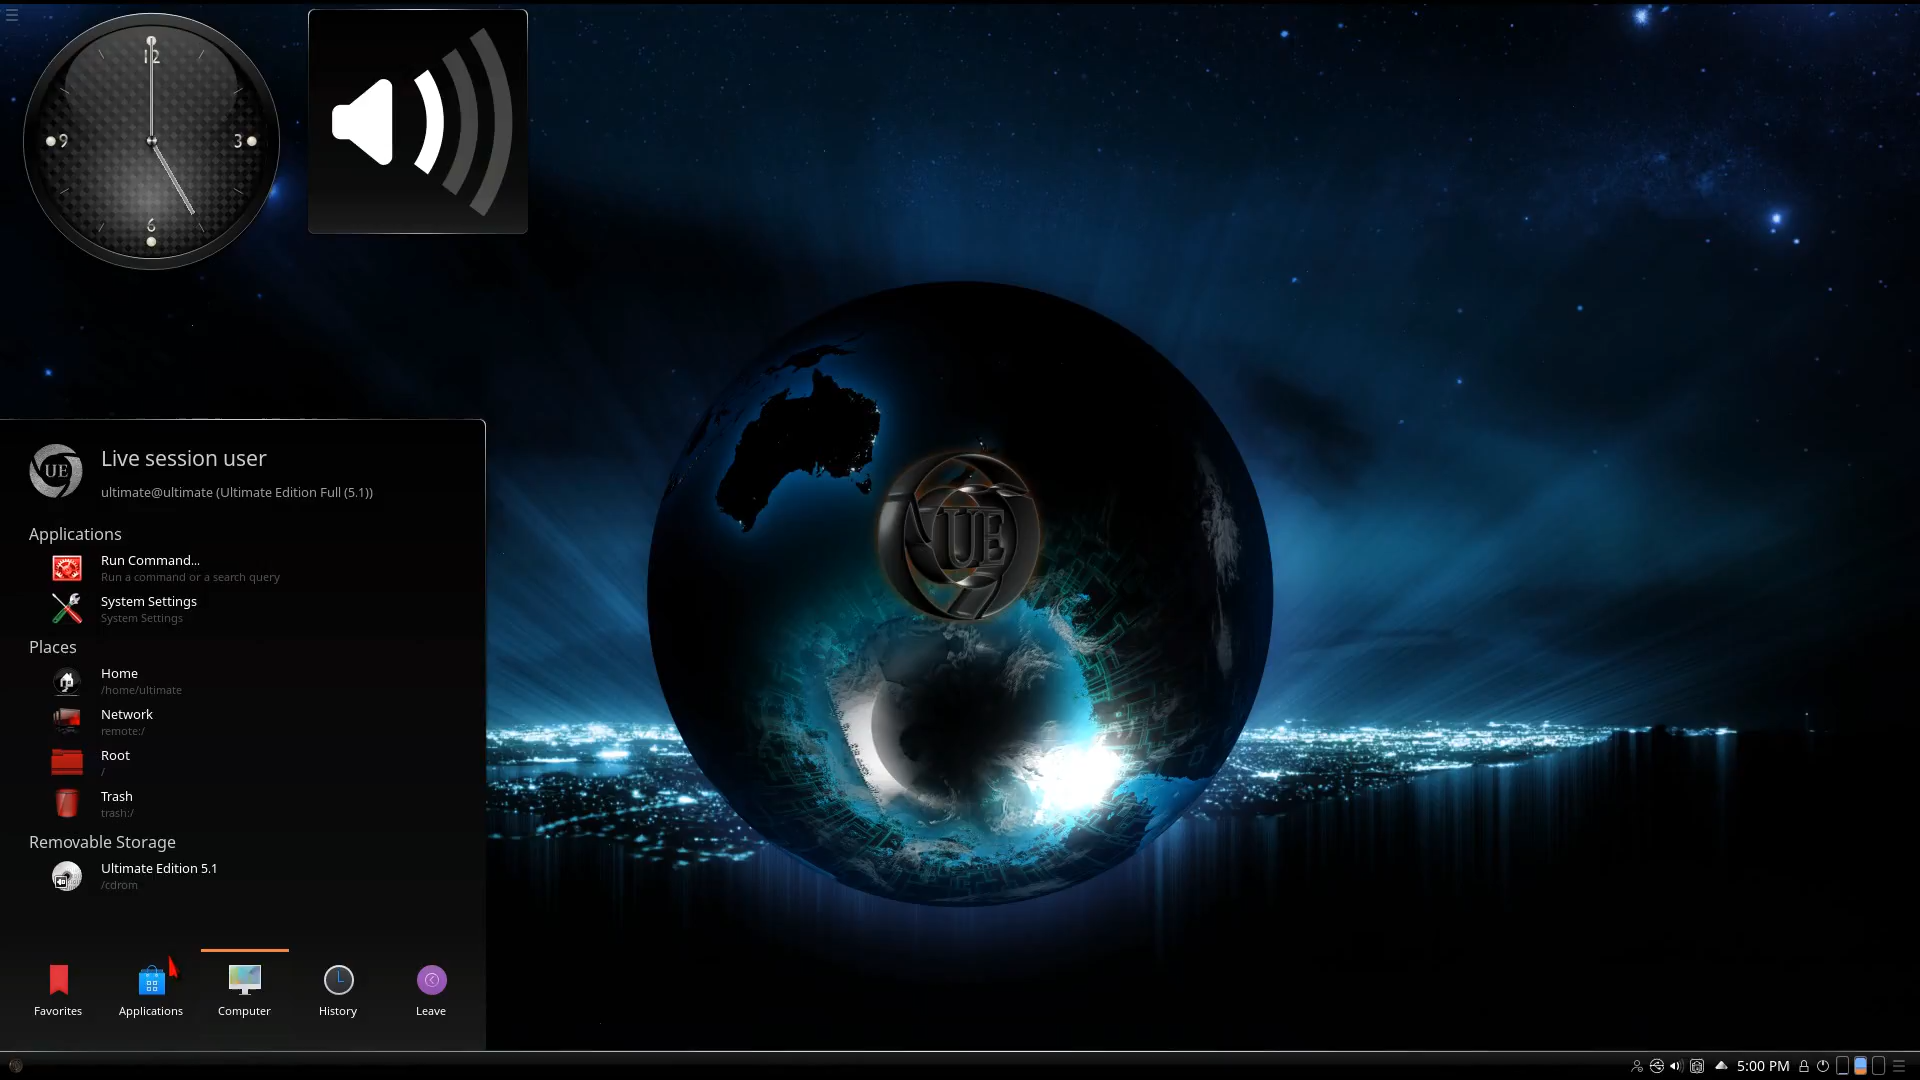 12
9
3
6
Live session user
ultimate@ultimate (Ultimate Edition Full (5.1))
Applications
Run Command...
Run a command or a search query
System Settings
System Settings
Places
Home
/home/ultimate
Network
remote:/
Root
/
Trash
trash:/
Removable Storage
Ultimate Edition 5.1
/cdrom
Favorites
Applications
Computer
History
Leave
UE
UE
5:00 PM